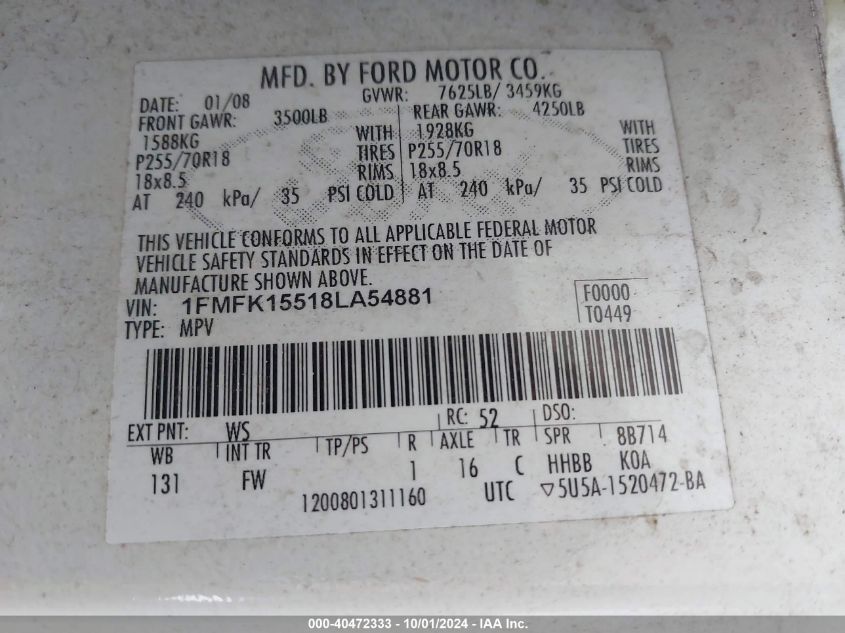 MFD. BY FORD MOTOR CO.
DATE: 01/08 GVWR: 7625LB/ 3459KG
FRONT GAWR: 3500LB REAR GAWR: 4250LB
1588KG WITH 1928KG WITH
P255/70R18 TIRES P255/70R18 TIRES
18x8.5 RIMS 18x8.5 RIMS
AT 240 kPa/ 35 PSI COLD AT 240 kPa/ 35 PSI COLD
THIS VEHICLE CONFORMS TO ALL APPLICABLE FEDERAL MOTOR
VEHICLE SAFETY STANDARDS IN EFFECT ON THE DATE OF
MANUFACTURE SHOWN ABOVE.
VIN: 1FMFK15518LA54881 F0000
TYPE: MPV T0449
EXT PNT: WS RC: 52 DSO:
WB INT TR TP/PS R AXLE TR SPR 8B714
131 FW 1 16 C HHBB K0A
1200801311160 UTC ▽5U5A-1520472-BA
000-40472333 - 10/01/2024 - IAA Inc.